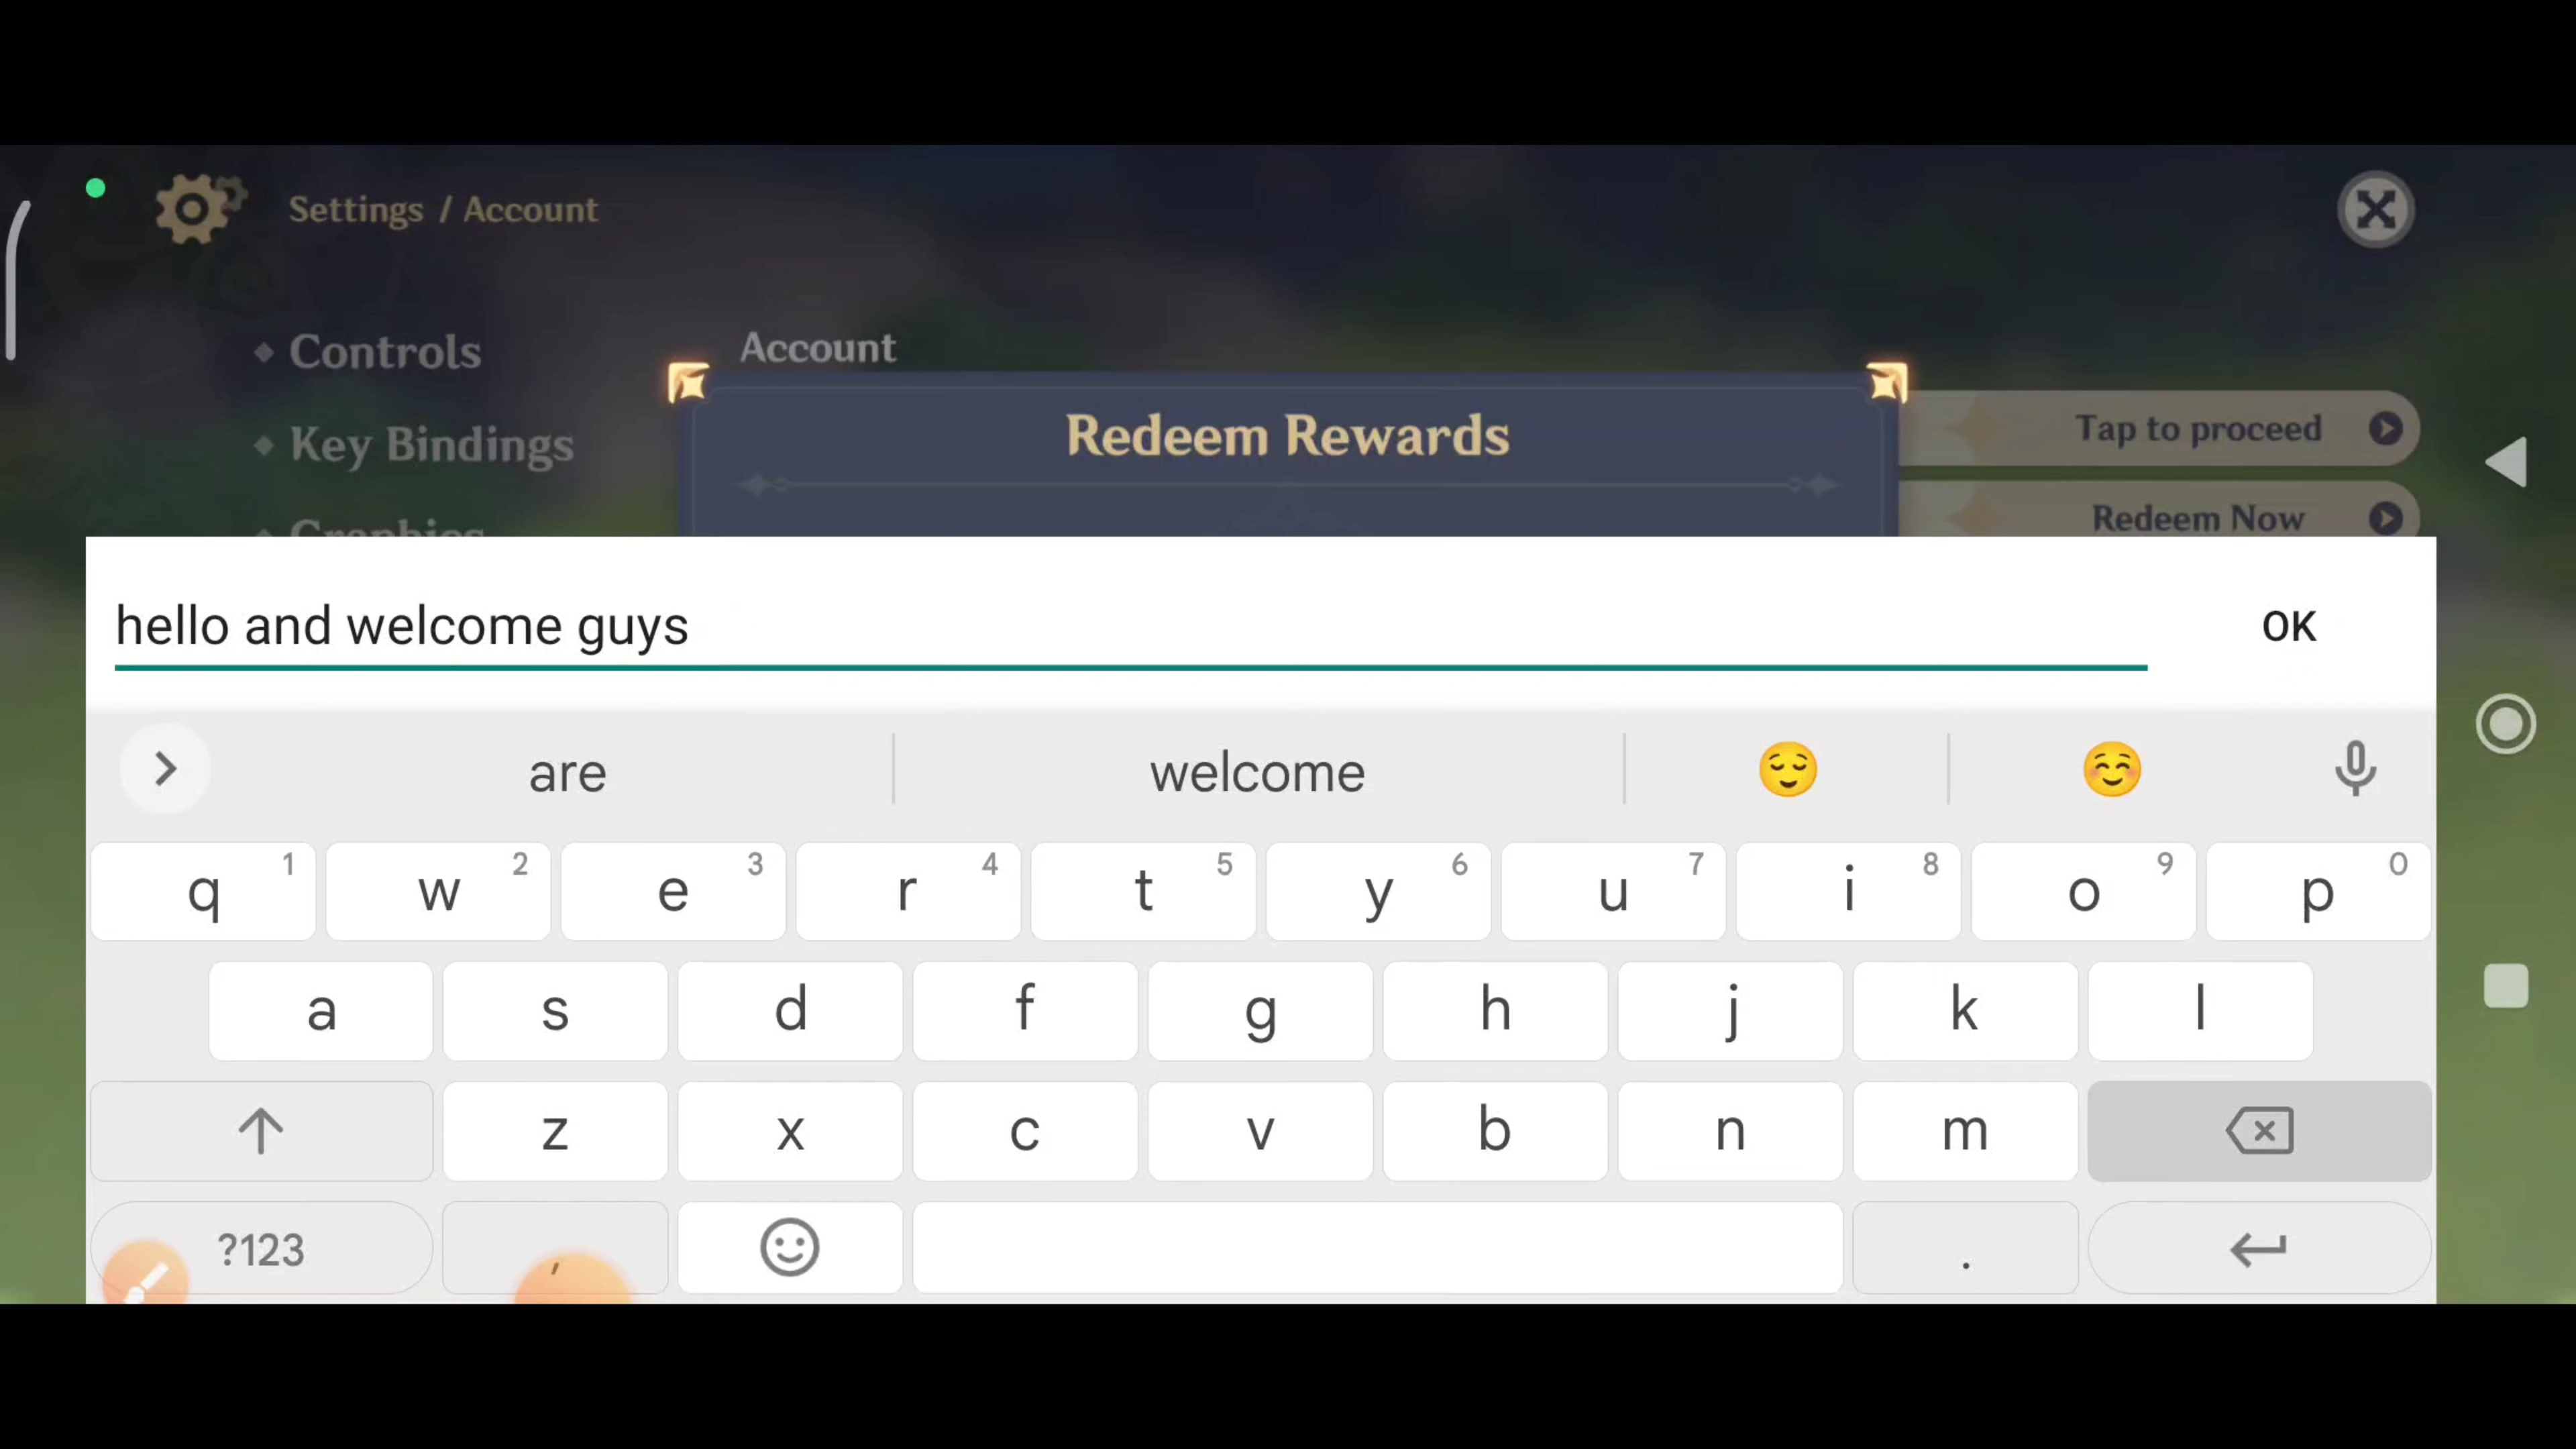 Settings / Account
Controls
Account
Redeem Rewards
Tap to proceed
Key Bindings
Redeem Now
Graphics
hello and welcome guys
OK
are welcome
q 1 w 2 e 3 r 4 t 5 y 6 u 7 i 8 o 9 p 0
a s d f g h j k l
z x c v b n m
?123 , .